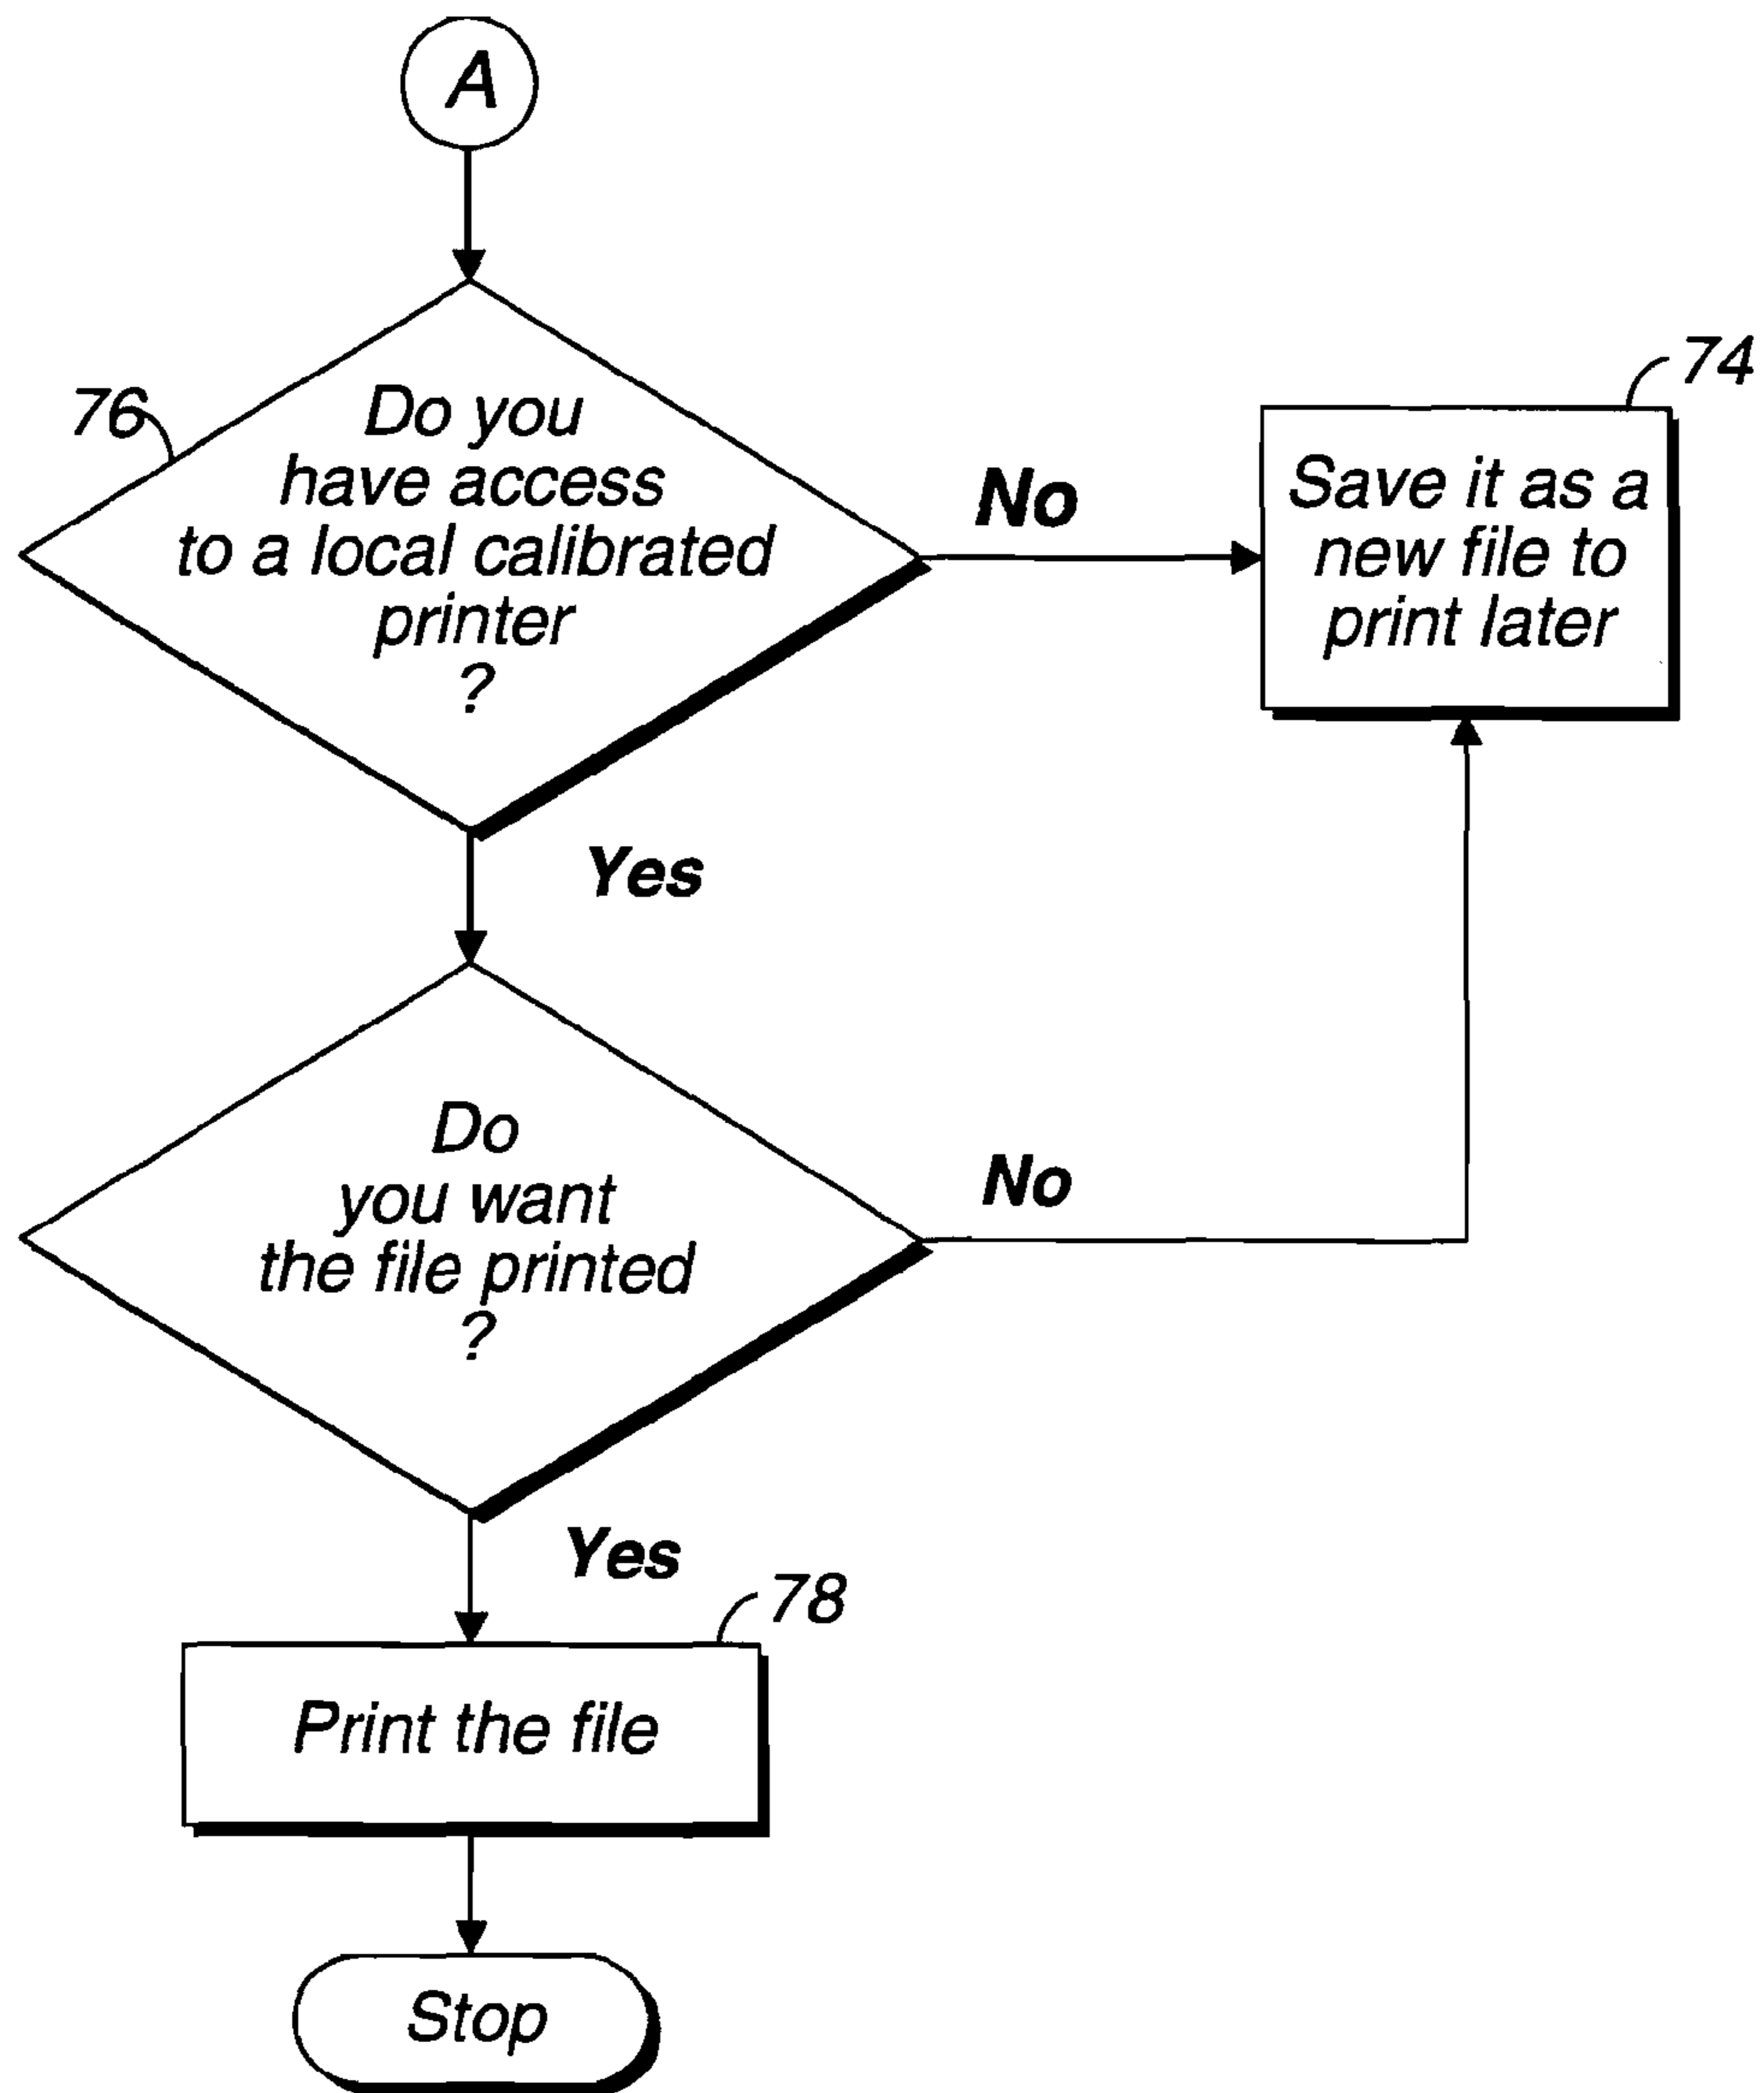 A
76
Do you
have access
to a local calibrated
printer
?
No
74
Save it as a
new file to
print later
Yes
Do
you want
the file printed
?
No
Yes
78
Print the file
Stop